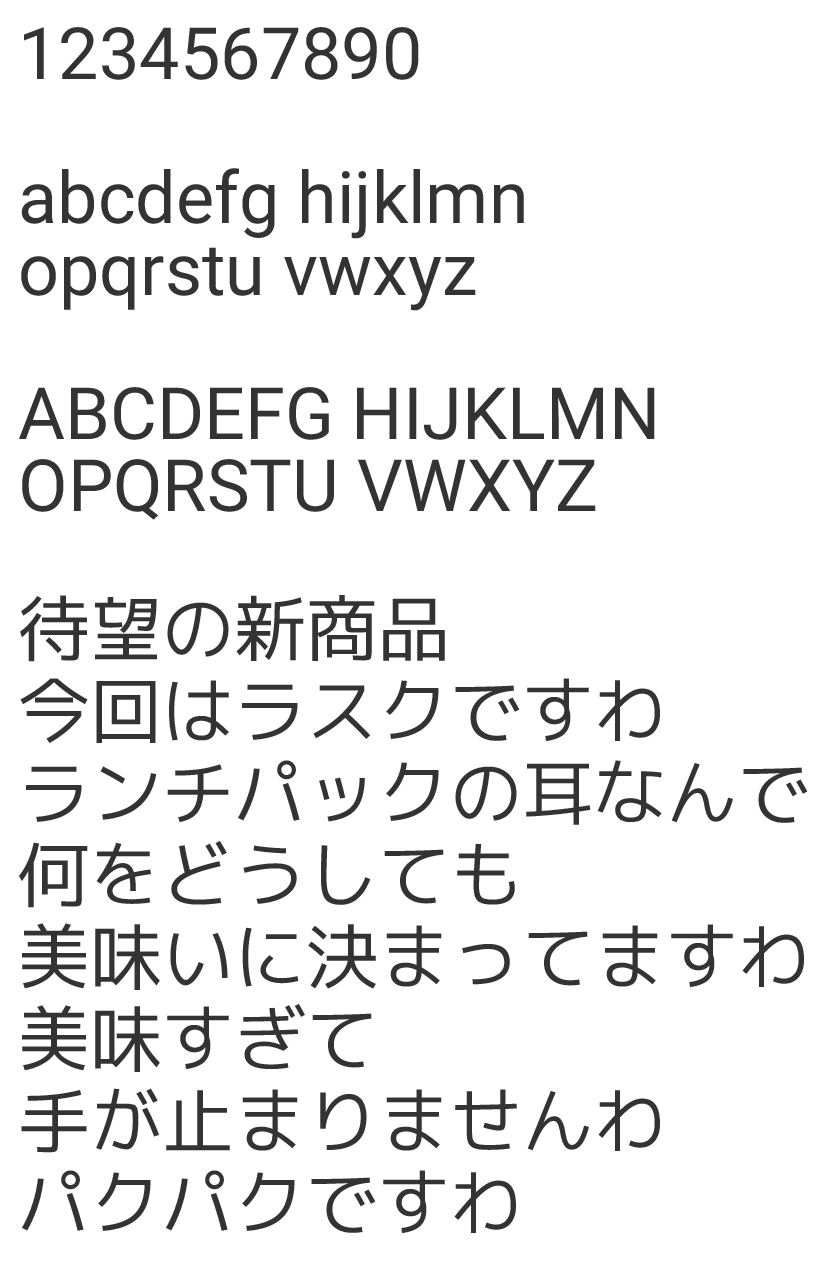 1234567890
abcdefg hijklmn
opqrstu vwxyz
ABCDEFG HIJKLMN
OPQRSTU VWXYZ
待望の新商品
今回はラスクですわ
ランチパックの耳なんで
何をどうしても
美味いに決まってますわ
美味すぎて
手が止まりませんわ
パクパクですわ